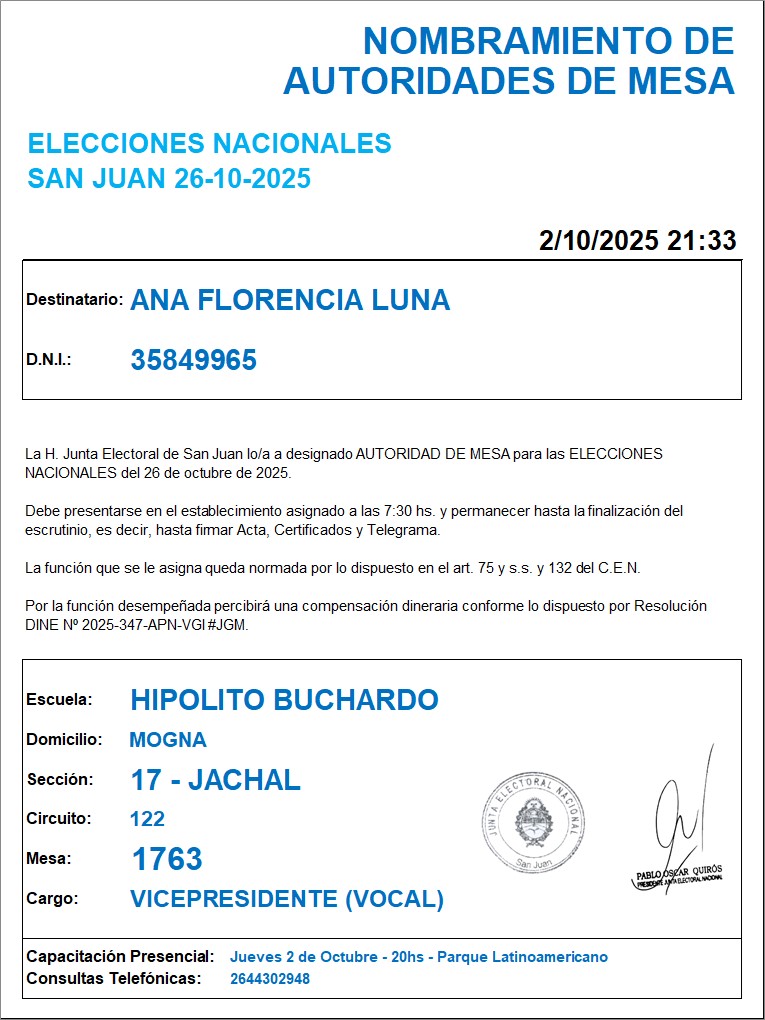 NOMBRAMIENTO DE
AUTORIDADES DE MESA
ELECCIONES NACIONALES
SAN JUAN 26-10-2025
2/10/2025 21:33
Destinatario: ANA FLORENCIA LUNA
D.N.I.: 35849965
La H. Junta Electoral de San Juan lo/a a designado AUTORIDAD DE MESA para las ELECCIONES
NACIONALES del 26 de octubre de 2025.
Debe presentarse en el establecimiento asignado a las 7:30 hs. y permanecer hasta la finalización del
escrutinio, es decir, hasta firmar Acta, Certificados y Telegrama.
La función que se le asigna queda normada por lo dispuesto en el art. 75 y s.s. y 132 del C.E.N.
Por la función desempeñada percibirá una compensación dineraria conforme lo dispuesto por Resolución
DINE Nº 2025-347-APN-VGI#JGM.
Escuela: HIPOLITO BUCHARDO
Domicilio: MOGNA
Sección: 17 - JACHAL
Circuito: 122
Mesa: 1763
Cargo: VICEPRESIDENTE (VOCAL)
JUNTA ELECTORAL NACIONAL
San Juan
PABLO OSCAR QUIRÓS
PRESIDENTE JUNTA ELECTORAL NACIONAL
Capacitación Presencial: Jueves 2 de Octubre - 20hs - Parque Latinoamericano
Consultas Telefónicas: 2644302948